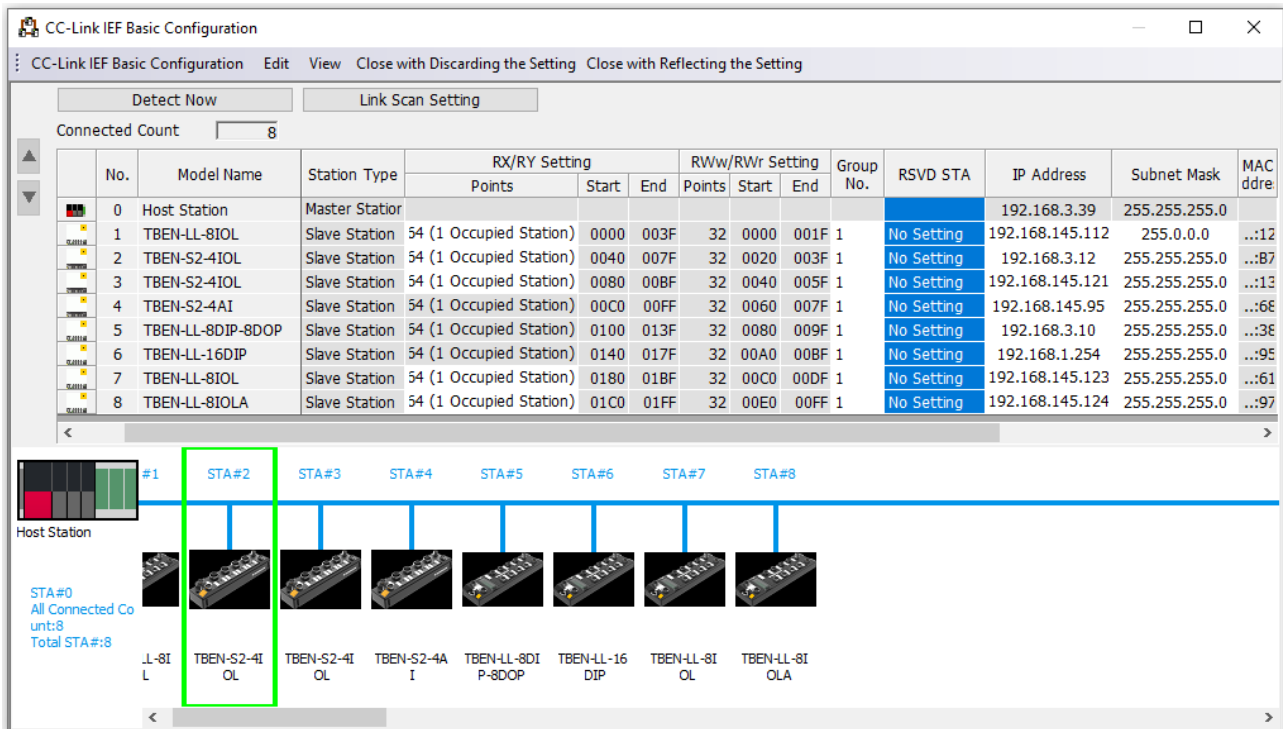 CC-Link IEF Basic Configuration
CC-Link IEF Basic Configuration Edit View Close with Discarding the Setting Close with Reflecting the Setting
Detect Now Link Scan Setting
Connected Count 8
No. Model Name Station Type RX/RY Setting RWw/RWr Setting Group No. RSVD STA IP Address Subnet Mask MAC ddre
Points Start End Points Start End
0 Host Station Master Station 192.168.3.39 255.255.255.0
1 TBEN-LL-8IOL Slave Station 54 (1 Occupied Station) 0000 003F 32 0000 001F 1 No Setting 192.168.145.112 255.0.0.0 ..:12
2 TBEN-S2-4IOL Slave Station 54 (1 Occupied Station) 0040 007F 32 0020 003F 1 No Setting 192.168.3.12 255.255.255.0 ..:B7
3 TBEN-S2-4IOL Slave Station 54 (1 Occupied Station) 0080 00BF 32 0040 005F 1 No Setting 192.168.145.121 255.255.255.0 ..:13
4 TBEN-S2-4AI Slave Station 54 (1 Occupied Station) 00C0 00FF 32 0060 007F 1 No Setting 192.168.145.95 255.255.255.0 ..:68
5 TBEN-LL-8DIP-8DOP Slave Station 54 (1 Occupied Station) 0100 013F 32 0080 009F 1 No Setting 192.168.3.10 255.255.255.0 ..:38
6 TBEN-LL-16DIP Slave Station 54 (1 Occupied Station) 0140 017F 32 00A0 00BF 1 No Setting 192.168.1.254 255.255.255.0 ..:95
7 TBEN-LL-8IOL Slave Station 54 (1 Occupied Station) 0180 01BF 32 00C0 00DF 1 No Setting 192.168.145.123 255.255.255.0 ..:61
8 TBEN-LL-8IOLA Slave Station 54 (1 Occupied Station) 01C0 01FF 32 00E0 00FF 1 No Setting 192.168.145.124 255.255.255.0 ..:97
#1 STA#2 STA#3 STA#4 STA#5 STA#6 STA#7 STA#8
Host Station
STA#0
All Connected Co
unt:8
Total STA#:8
LL-8I TBEN-S2-4I TBEN-S2-4I TBEN-S2-4A TBEN-LL-8DI TBEN-LL-16 TBEN-LL-8I TBEN-LL-8I
L OL OL I P-8DOP DIP OL OLA